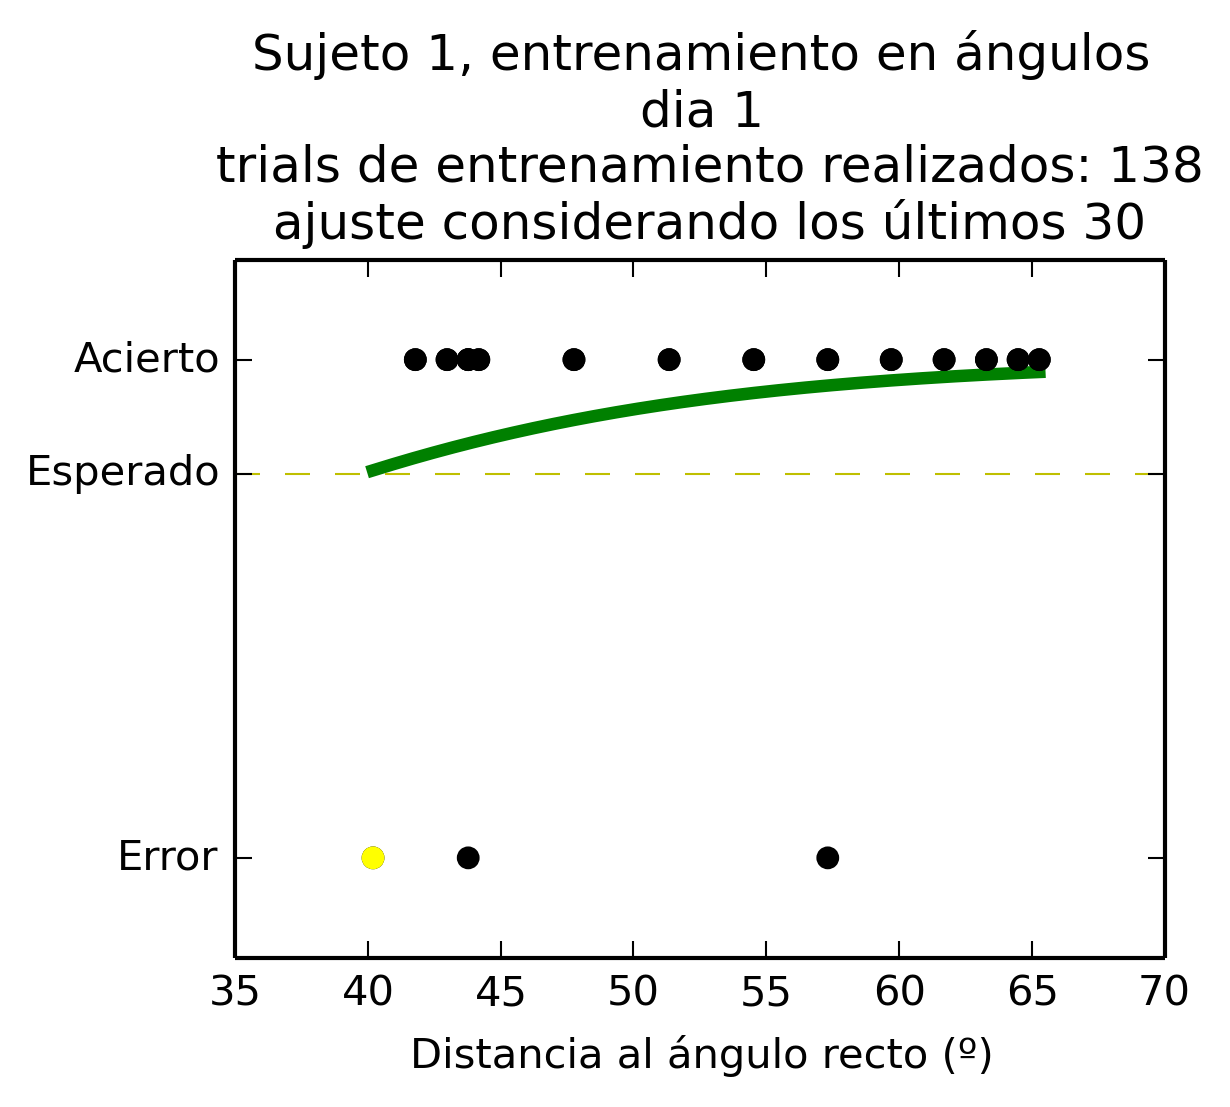 Sujeto 1, entrenamiento en ángulos
dia 1
trials de entrenamiento realizados: 138
ajuste considerando los últimos 30
Acierto
Esperado
Error
35 40 45 50 55 60 65 70
Distancia al ángulo recto (º)